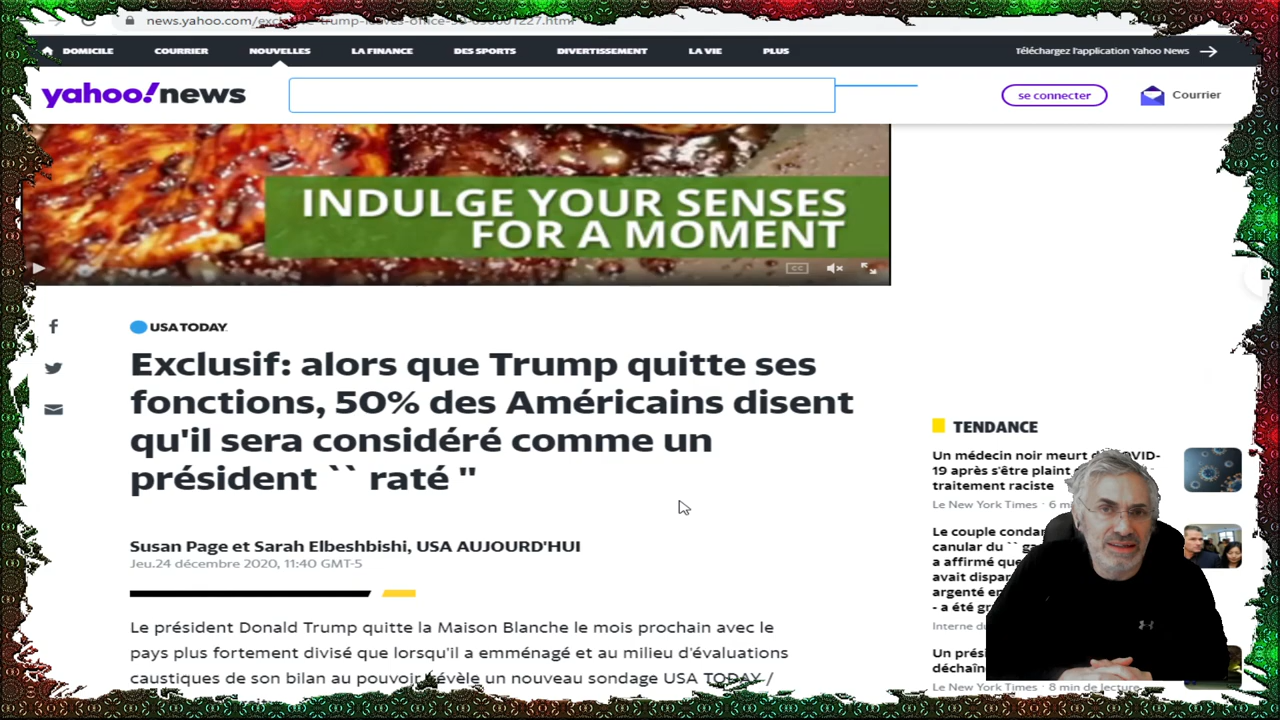 news.yahoo.com/
DOMICILE COURRIER NOUVELLES LA FINANCE DES SPORTS DIVERTISSEMENT LA VIE PLUS Téléchargez l'application Yahoo News
yahoo!news se connecter Courrier
INDULGE YOUR SENSES
FOR A MOMENT
CC
USA TODAY
Exclusif: alors que Trump quitte ses
fonctions, 50% des Américains disent
qu'il sera considéré comme un
président `` raté ''
Susan Page et Sarah Elbeshbishi, USA AUJOURD'HUI
Jeu.24 décembre 2020, 11:40 GMT-5
Le président Donald Trump quitte la Maison Blanche le mois prochain avec le
pays plus fortement divisé que lorsqu'il a emménagé et au milieu d'évaluations
caustiques de son bilan au pouvoir, révèle un nouveau sondage USA TODAY /
TENDANCE
Un médecin noir meurt
19 après s'être plaint
traitement raciste
Le New York Times
Le couple
canular du ``
a affirmé que
avait
argenté
- a été
Interne
Un
Le New York Times · 8 min de lecture